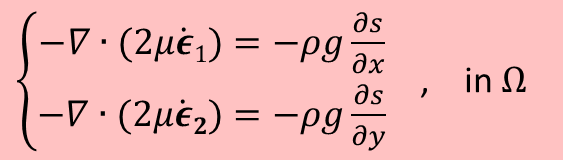 −∇ · (2μϵ̇₁) = −ρg ∂s/∂x
−∇ · (2μϵ̇₂) = −ρg ∂s/∂y , in Ω